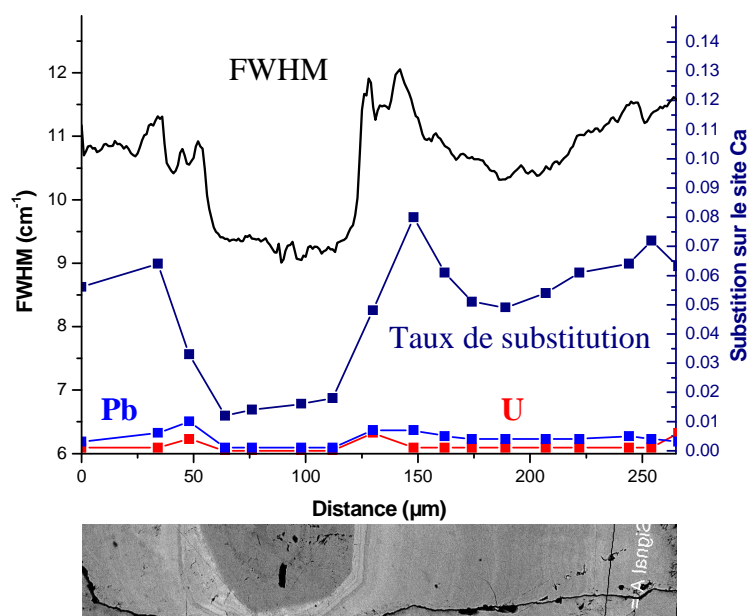 FWHM
12
11
10
9
8
7
6
FWHM (cm-1)
0.14
0.13
0.12
0.11
0.10
0.09
0.08
0.07
0.06
0.05
0.04
0.03
0.02
0.01
0.00
Substition sur le site Ca
Taux de substitution
Pb
U
0 50 100 150 200 250
Distance (µm)
Signal A =